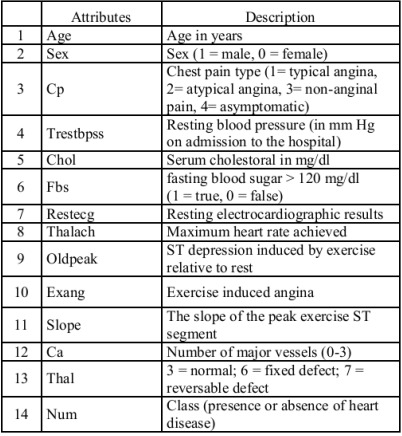 Attributes Description
1 Age Age in years
2 Sex Sex (1 = male, 0 = female)
3 Cp Chest pain type (1= typical angina,
2= atypical angina, 3= non-anginal
pain, 4= asymptomatic)
4 Trestbpss Resting blood pressure (in mm Hg
on admission to the hospital)
5 Chol Serum cholestoral in mg/dl
6 Fbs fasting blood sugar > 120 mg/dl
(1 = true, 0 = false)
7 Restecg Resting electrocardiographic results
8 Thalach Maximum heart rate achieved
9 Oldpeak ST depression induced by exercise
relative to rest
10 Exang Exercise induced angina
11 Slope The slope of the peak exercise ST
segment
12 Ca Number of major vessels (0-3)
13 Thal 3 = normal; 6 = fixed defect; 7 =
reversable defect
14 Num Class (presence or absence of heart
disease)